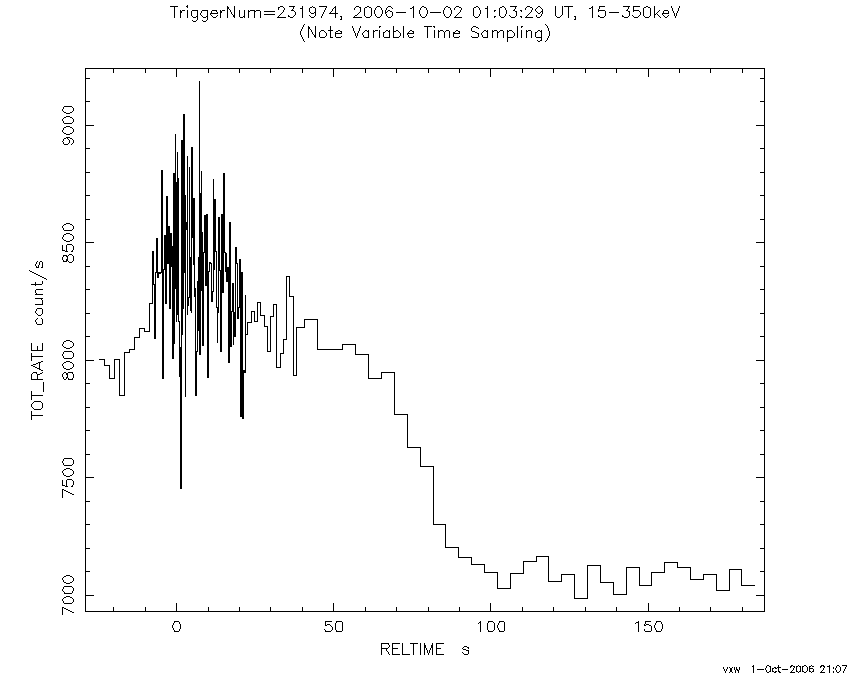 TriggerNum=231974, 2006-10-02 01:03:29 UT, 15-350keV
(Note Variable Time Sampling)
TOT_RATE count/s
9000
8500
8000
7500
7000
0 50 100 150
RELTIME s
vxw 1-Oct-2006 21:07